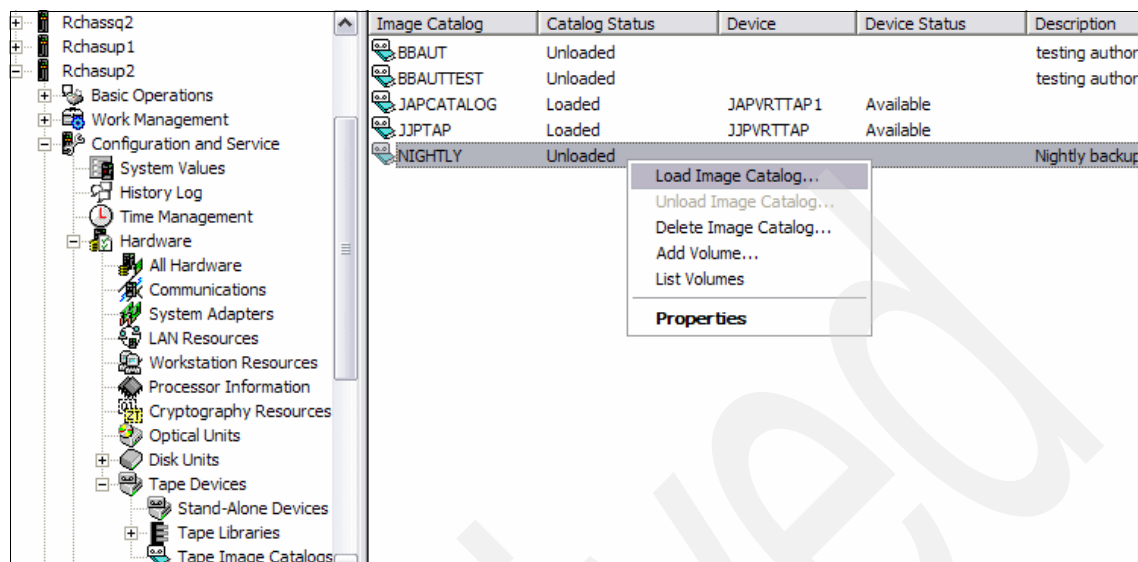 Rchassq2
Rchasup1
Rchasup2
Basic Operations
Work Management
Configuration and Service
System Values
History Log
Time Management
Hardware
All Hardware
Communications
System Adapters
LAN Resources
Workstation Resources
Processor Information
Cryptography Resources
Optical Units
Disk Units
Tape Devices
Stand-Alone Devices
Tape Libraries
Tape Image Catalogs
Image Catalog Catalog Status Device Device Status Description
BBAUT Unloaded testing author
BBAUTTEST Unloaded testing author
JAPCATALOG Loaded JAPVRTTAP1 Available
JJPTAP Loaded JJPVRTTAP Available
NIGHTLY Unloaded Nightly backup
Load Image Catalog...
Unload Image Catalog...
Delete Image Catalog...
Add Volume...
List Volumes
Properties